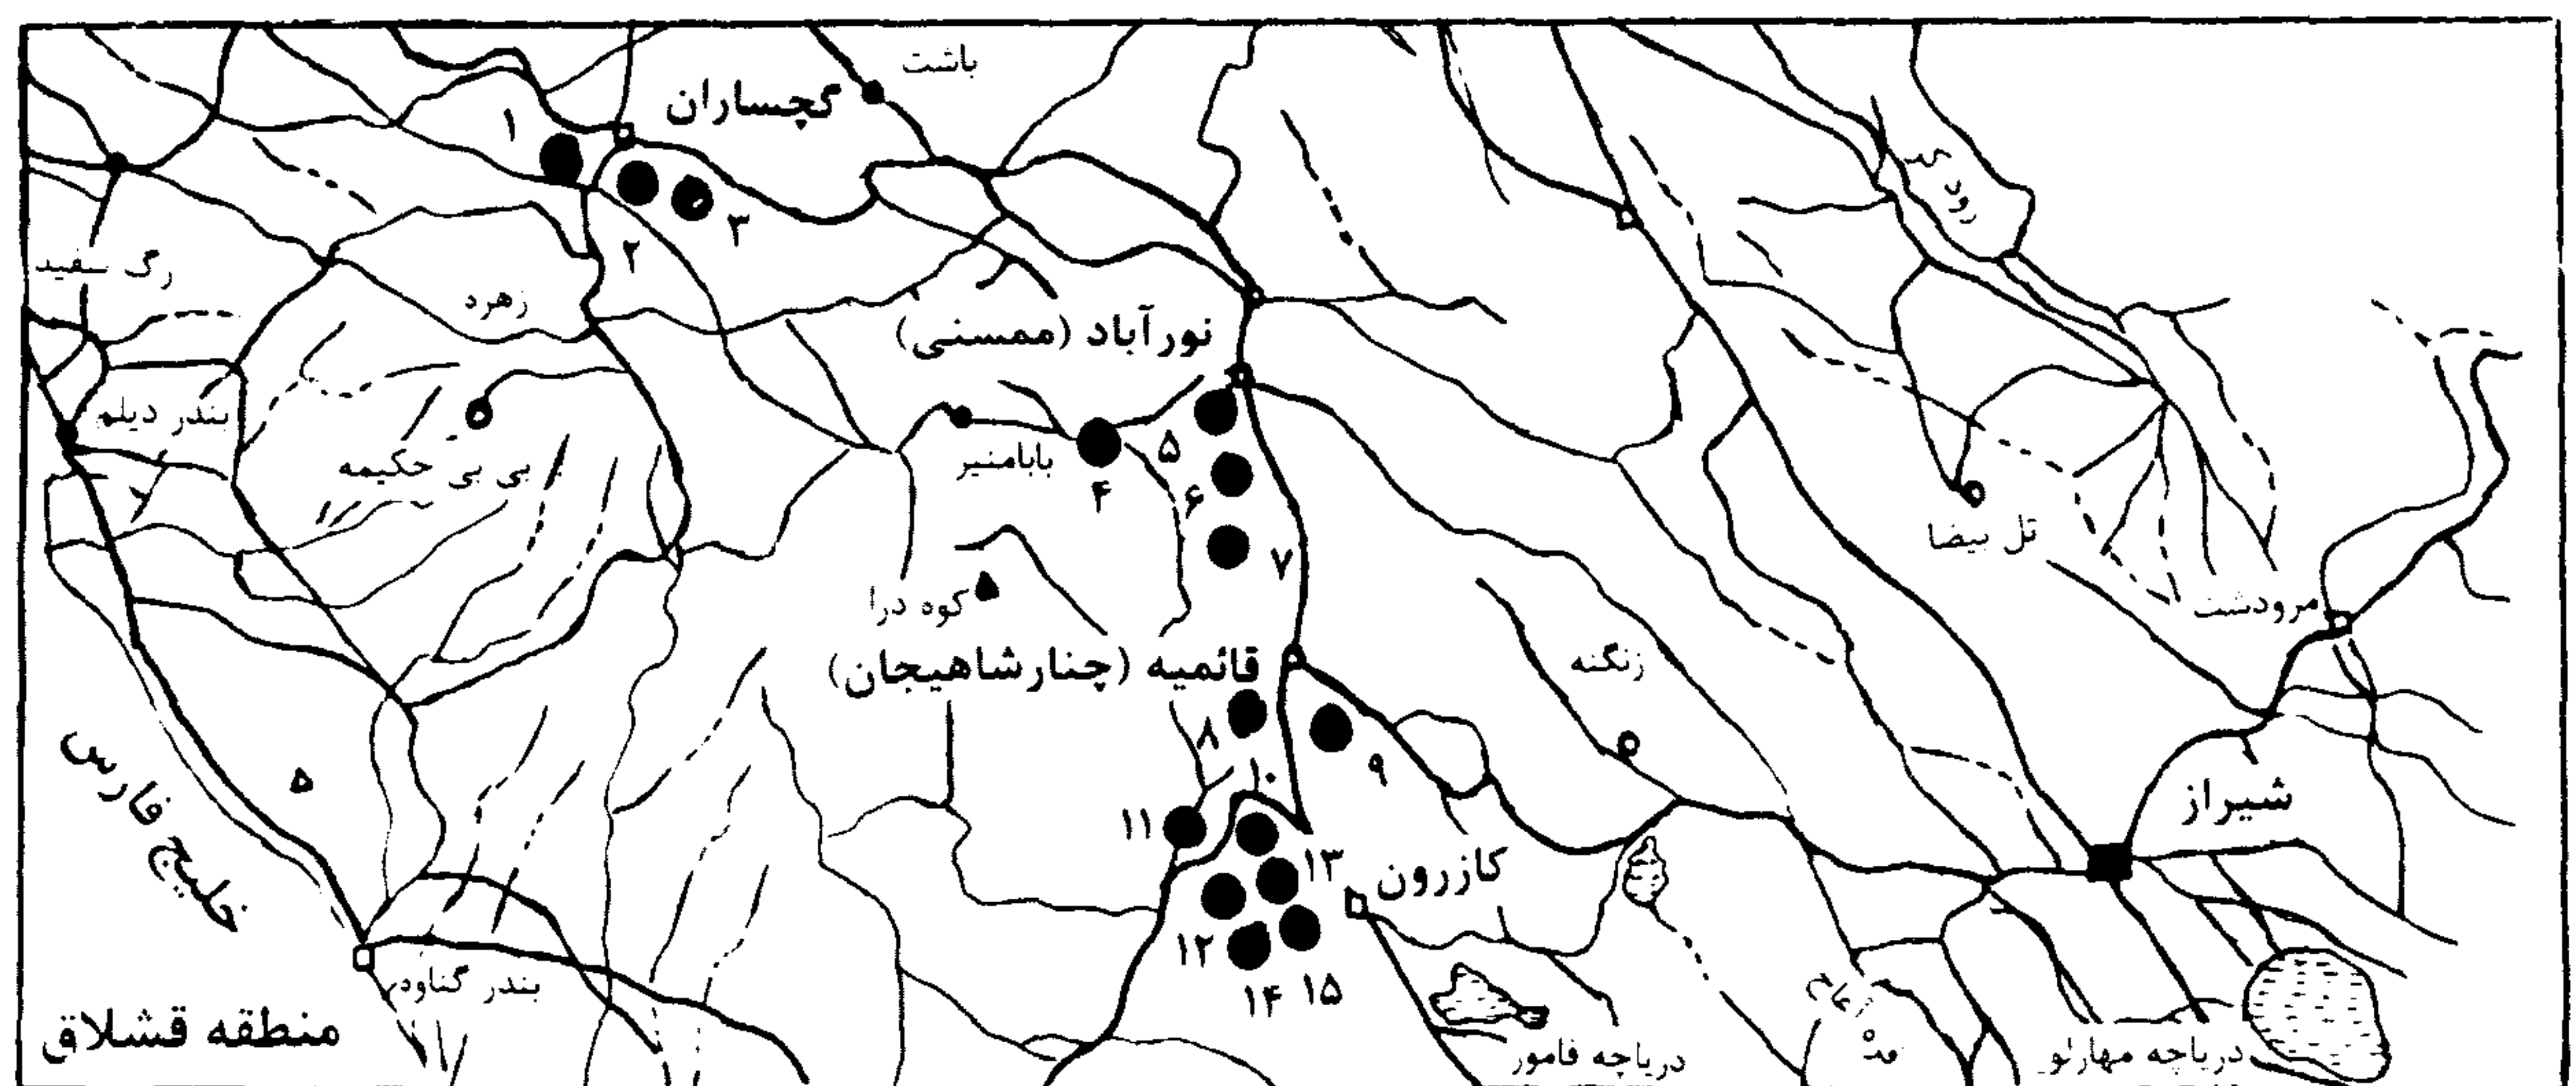 باشت
گچساران
۱
۲
۳
رگ سفید
زهرد
نورآباد (ممسنی)
بندر دیلم
بی بی حکیمه
بابامنیر
۴
۵
۶
۷
تل بیضا
مرودشت
کوه درا
زنگنه
قائمیه (چنارشاهیجان)
۸
۹
۱۰
۱۱
۱۲
۱۳
۱۴
۱۵
کازرون
شیراز
خلیج فارس
۵
بندر گناوه
منطقه قشلاق
دریاچه فامور
دریاچه مهارلو